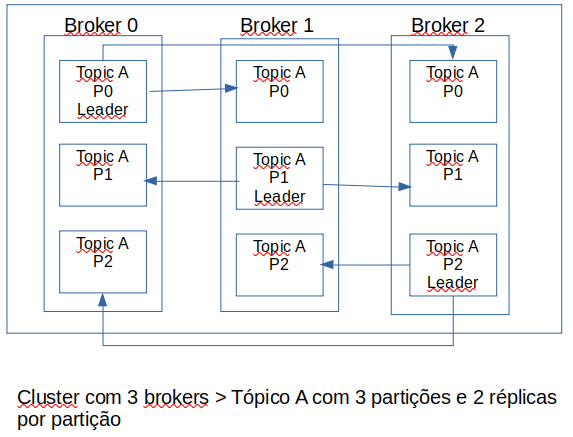 Broker 0
Broker 1
Broker 2
Topic A
P0
Leader
Topic A
P0
Topic A
P0
Topic A
P1
Topic A
P1
Leader
Topic A
P1
Topic A
P2
Topic A
P2
Topic A
P2
Leader
Cluster com 3 brokers > Tópico A com 3 partições e 2 réplicas
por partição